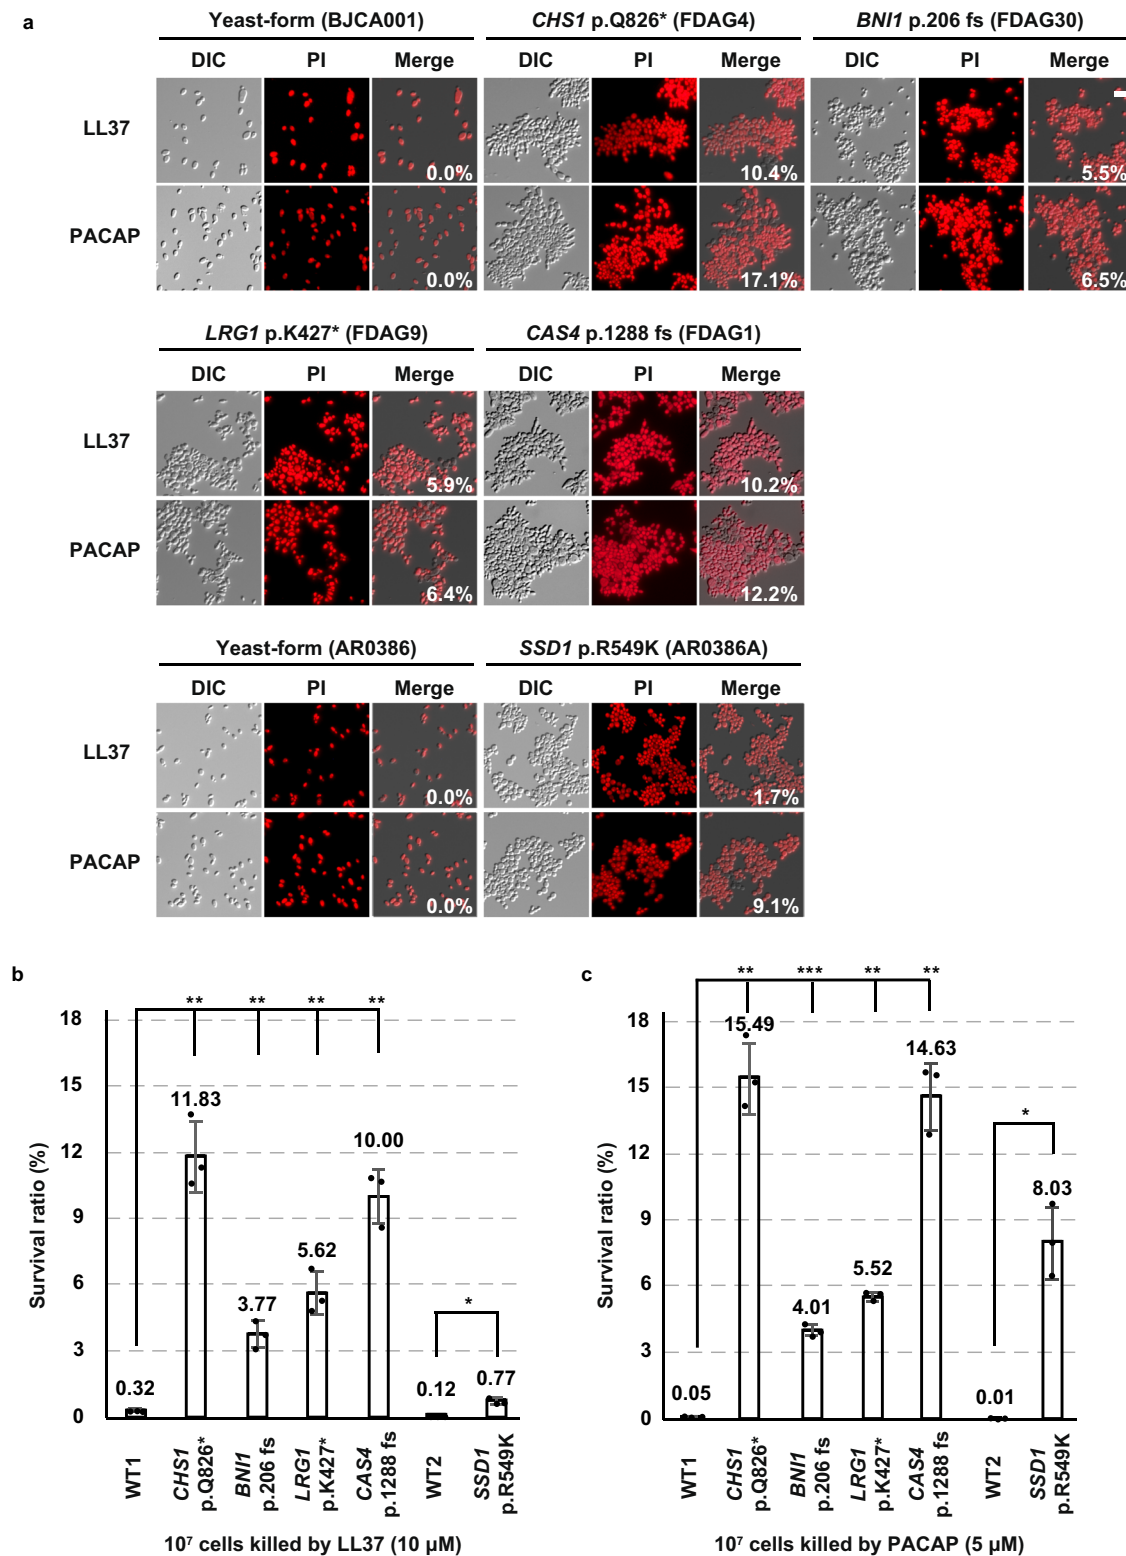 a
Yeast-form (BJCA001) CHS1 p.Q826* (FDAG4) BNI1 p.206 fs (FDAG30)
DIC PI Merge DIC PI Merge DIC PI Merge
LL37
0.0% 10.4% 5.5%
PACAP
0.0% 17.1% 6.5%
LRG1 p.K427* (FDAG9) CAS4 p.1288 fs (FDAG1)
DIC PI Merge DIC PI Merge
LL37
5.9% 10.2%
PACAP
6.4% 12.2%
Yeast-form (AR0386) SSD1 p.R549K (AR0386A)
DIC PI Merge DIC PI Merge
LL37
0.0% 1.7%
PACAP
0.0% 9.1%
b
** ** ** **
Survival ratio (%)
18
15
12
9
6
3
0
0.32
11.83
3.77
5.62
10.00
0.12
*
0.77
WT1
CHS1
p.Q826*
BNI1
p.206 fs
LRG1
p.K427*
CAS4
p.1288 fs
WT2
SSD1
p.R549K
10⁷ cells killed by LL37 (10 μM)
c
** *** ** **
Survival ratio (%)
18
15
12
9
6
3
0
0.05
15.49
4.01
5.52
14.63
0.01
*
8.03
WT1
CHS1
p.Q826*
BNI1
p.206 fs
LRG1
p.K427*
CAS4
p.1288 fs
WT2
SSD1
p.R549K
10⁷ cells killed by PACAP (5 μM)